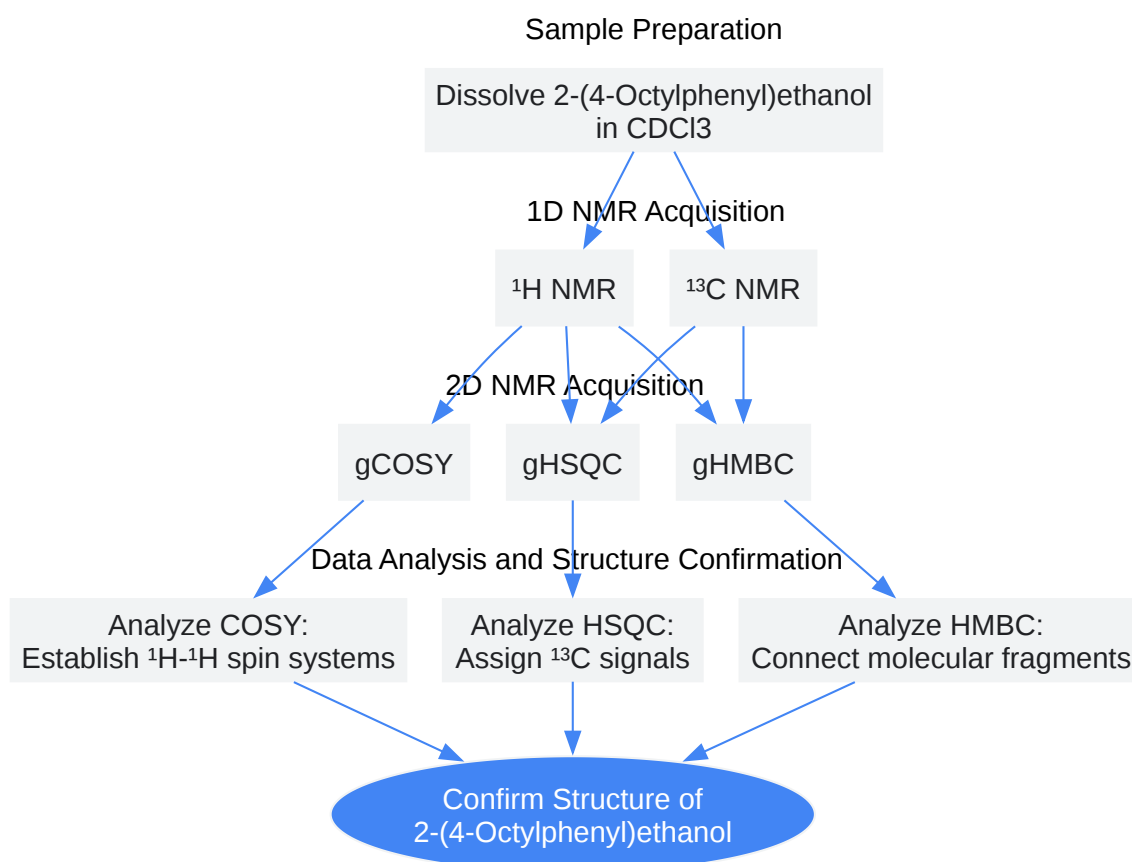 Sample Preparation
Dissolve 2-(4-Octylphenyl)ethanol
in CDCl3
1D NMR Acquisition
¹H NMR
¹³C NMR
2D NMR Acquisition
gCOSY
gHSQC
gHMBC
Data Analysis and Structure Confirmation
Analyze COSY:
Establish ¹H-¹H spin systems
Analyze HSQC:
Assign ¹³C signals
Analyze HMBC:
Connect molecular fragments
Confirm Structure of
2-(4-Octylphenyl)ethanol